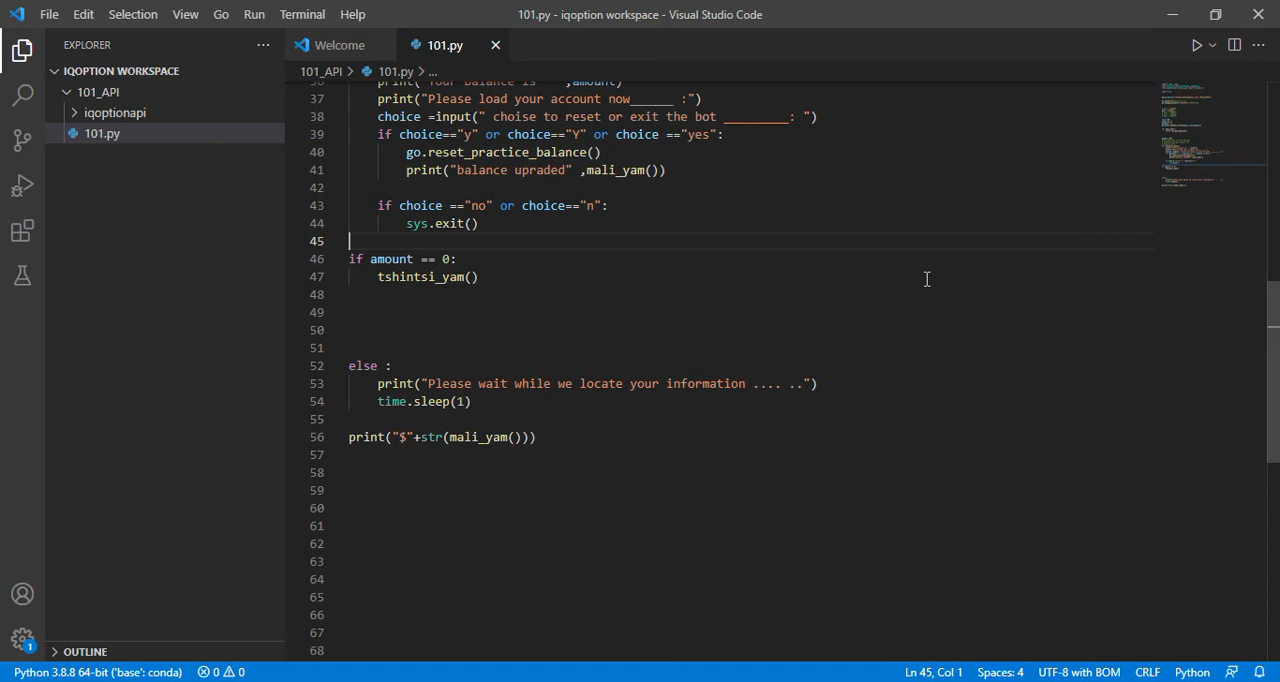 File Edit Selection View Go Run Terminal Help 101.py - iqoption workspace - Visual Studio Code
EXPLORER ··· Welcome 101.py
IQOPTION WORKSPACE 101_API > 101.py > ...
101_API
iqoptionapi
101.py
36 print("Your balance is ,amount)
37 print("Please load your account now______ :")
38 choice =input(" choise to reset or exit the bot _________: ")
39 if choice=="y" or choice=="Y" or choice =="yes":
40 go.reset_practice_balance()
41 print("balance upraded" ,mali_yam())
42
43 if choice =="no" or choice=="n":
44 sys.exit()
45
46 if amount == 0:
47 tshintsi_yam()
48
49
50
51
52 else :
53 print("Please wait while we locate your information .... ..")
54 time.sleep(1)
55
56 print("$"+str(mali_yam()))
57
58
59
60
61
62
63
64
65
66
67
68
OUTLINE
1
Python 3.8.8 64-bit ('base': conda) 0 0 Ln 45, Col 1 Spaces: 4 UTF-8 with BOM CRLF Python